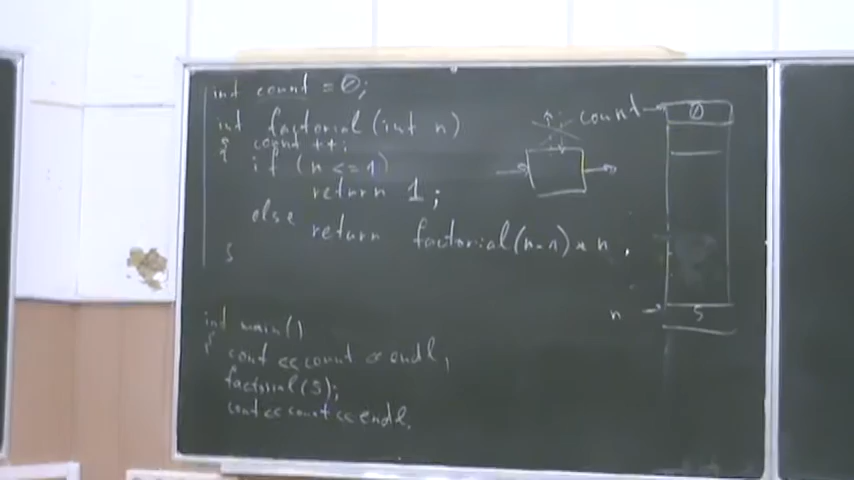 int count = 0;
int factorial (int n)
{ count ++;
if (n <= 1)
return 1;
else
return factorial(n-1) * n.
}
int main()
{ cout << count << endl,
factorial (5);
cout << count << endl.
count
0
n
5